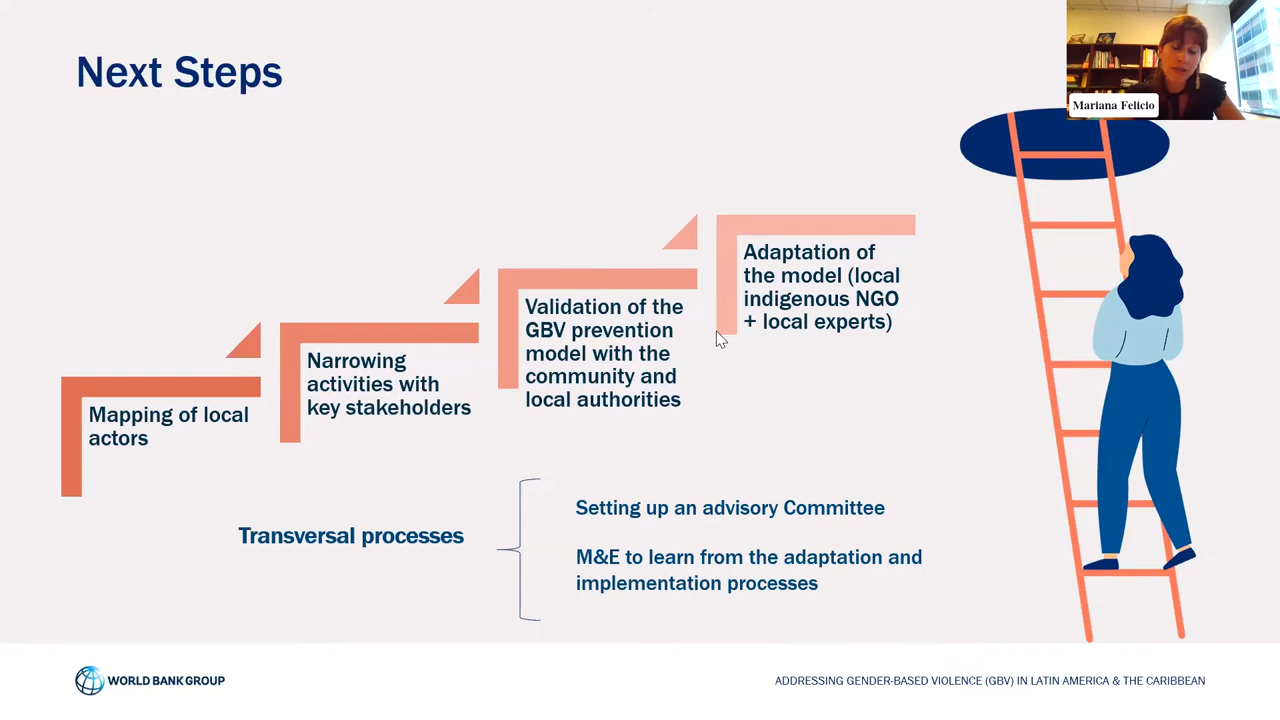 Next Steps
Mariana Felicio
Mapping of local
actors
Narrowing
activities with
key stakeholders
Validation of the
GBV prevention
model with the
community and
local authorities
Adaptation of
the model (local
indigenous NGO
+ local experts)
Transversal processes
Setting up an advisory Committee
M&E to learn from the adaptation and
implementation processes
WORLD BANK GROUP
ADDRESSING GENDER-BASED VIOLENCE (GBV) IN LATIN AMERICA & THE CARIBBEAN